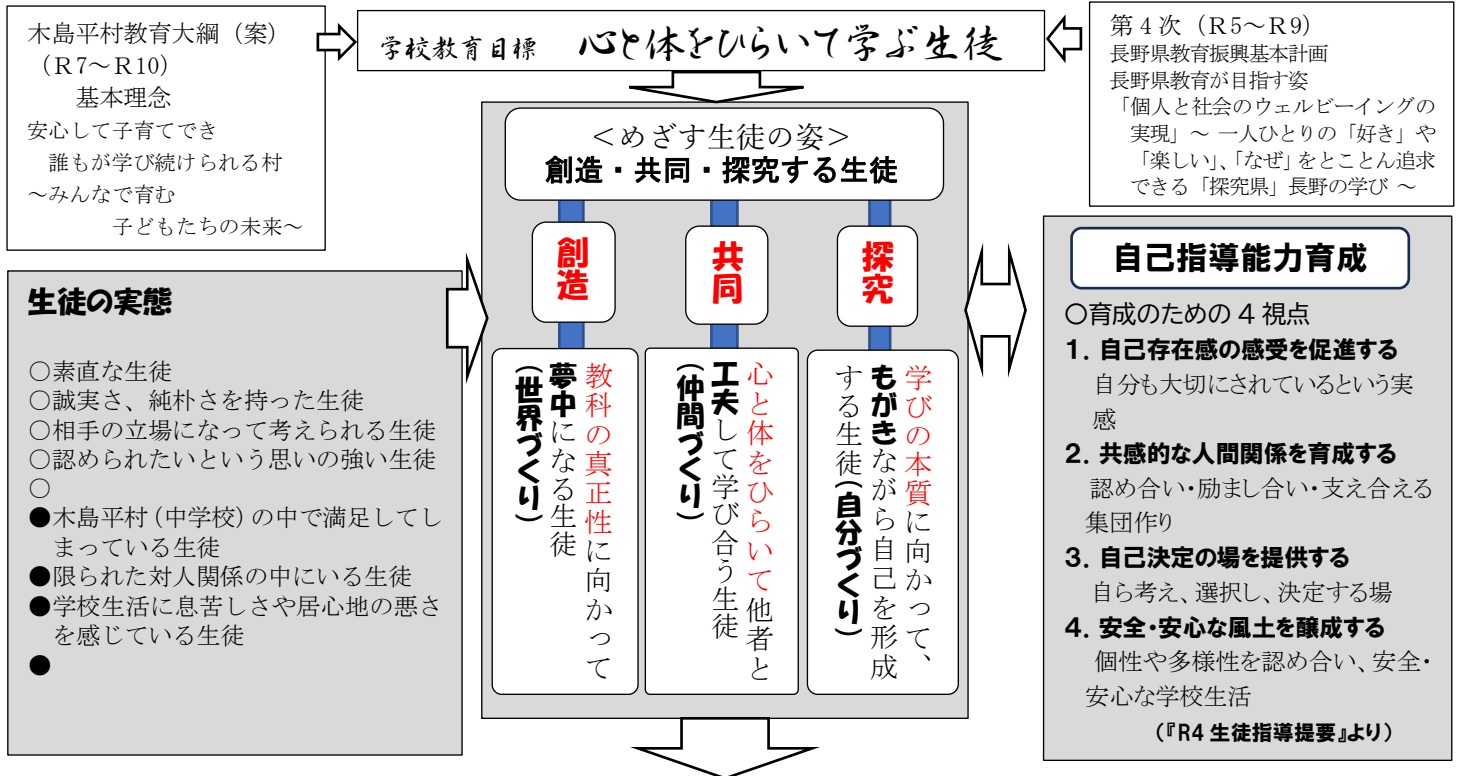 木島平村教育大綱（案）
（R7～R10）
基本理念
安心して子育てでき
誰もが学び続けられる村
～みんなで育む
子どもたちの未来～
学校教育目標　心と体をひらいて学ぶ生徒
第4次（R5～R9）
長野県教育振興基本計画
長野県教育が目指す姿
「個人と社会のウェルビーイングの
実現」～ 一人ひとりの「好き」や
「楽しい」、「なぜ」をとことん追求
できる「探究県」長野の学び ～
＜めざす生徒の姿＞
創造・共同・探究する生徒
創造
共同
探究
教科の真正性に向かって
夢中になる生徒
（世界づくり）
心と体をひらいて他者と
工夫して学び合う生徒
（仲間づくり）
学びの本質に向かって、
もがきながら自己を形成
する生徒（自分づくり）
生徒の実態
○素直な生徒
○誠実さ、純朴さを持った生徒
○相手の立場になって考えられる生徒
○認められたいという思いの強い生徒
○
●木島平村（中学校）の中で満足してし
まっている生徒
●限られた対人関係の中にいる生徒
●学校生活に息苦しさや居心地の悪さ
を感じている生徒
●
自己指導能力育成
○育成のための 4 視点
1. 自己存在感の感受を促進する
自分も大切にされているという実
感
2. 共感的な人間関係を育成する
認め合い・励まし合い・支え合える
集団作り
3. 自己決定の場を提供する
自ら考え、選択し、決定する場
4. 安全・安心な風土を醸成する
個性や多様性を認め合い、安全・
安心な学校生活
（『R4 生徒指導提要』より）